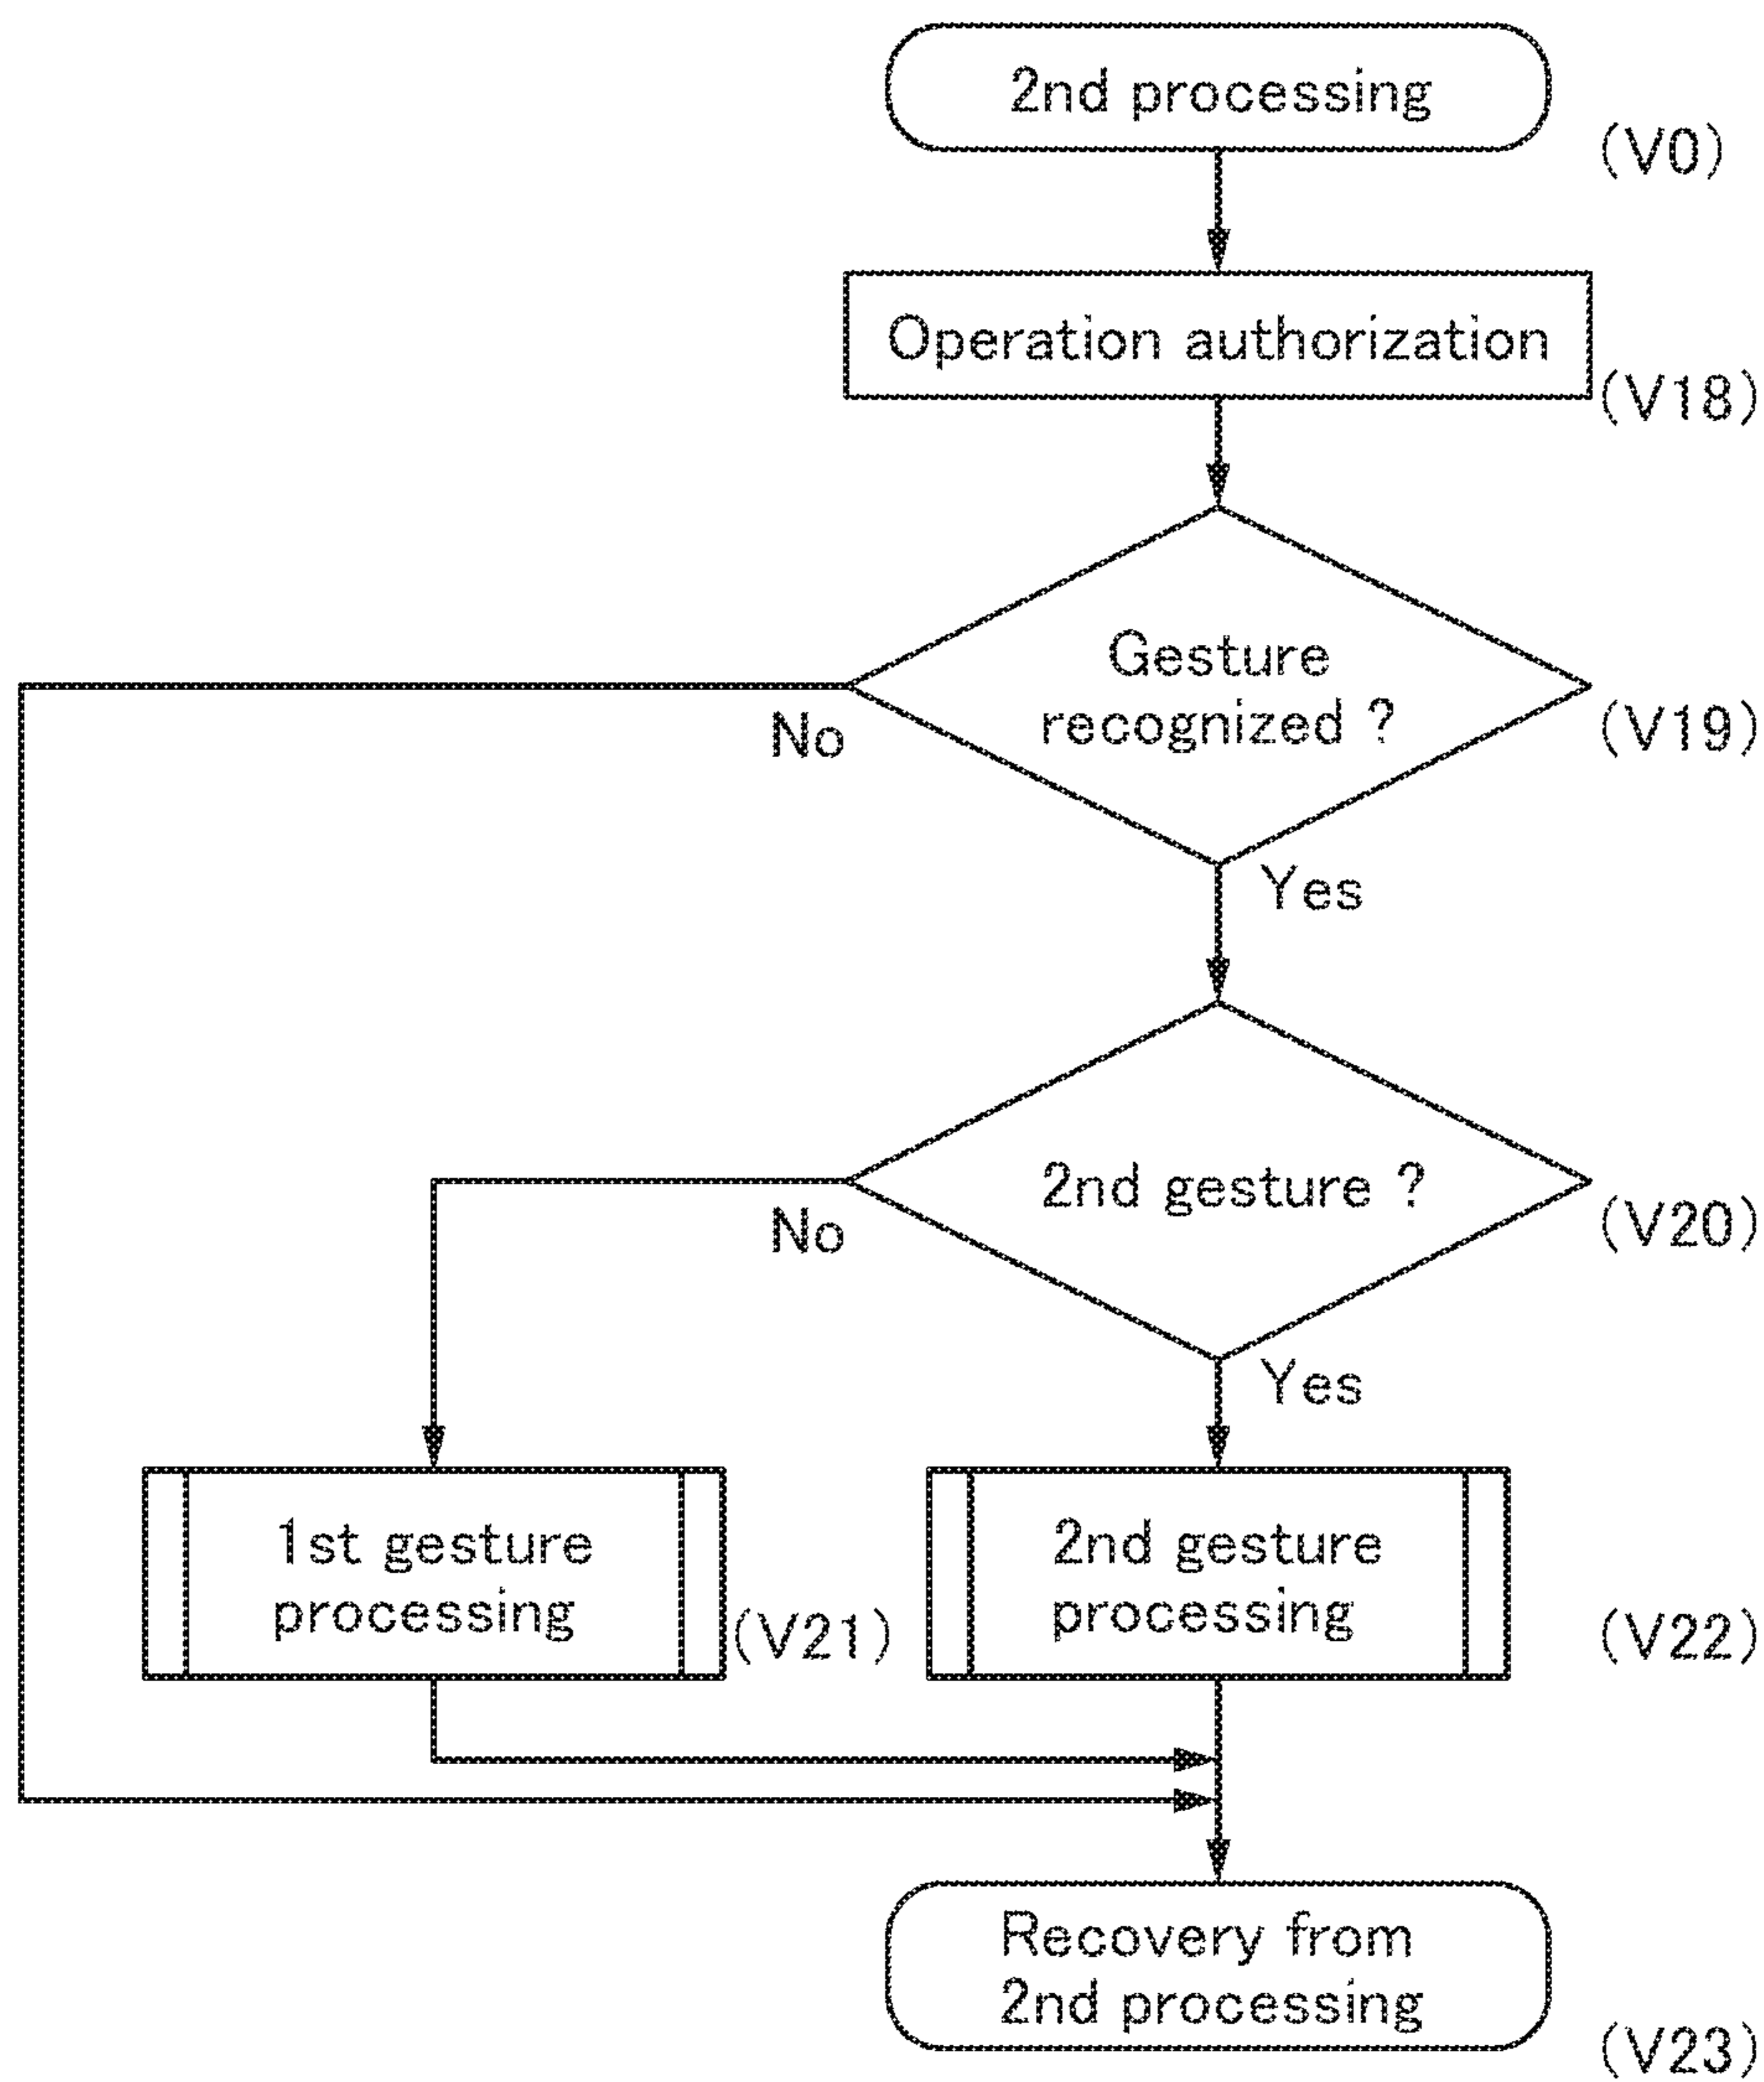 2nd processing
(V0)
Operation authorization
(V18)
Gesture
recognized ?
(V19)
No
Yes
2nd gesture ?
(V20)
No
Yes
1st gesture
processing
(V21)
2nd gesture
processing
(V22)
Recovery from
2nd processing
(V23)